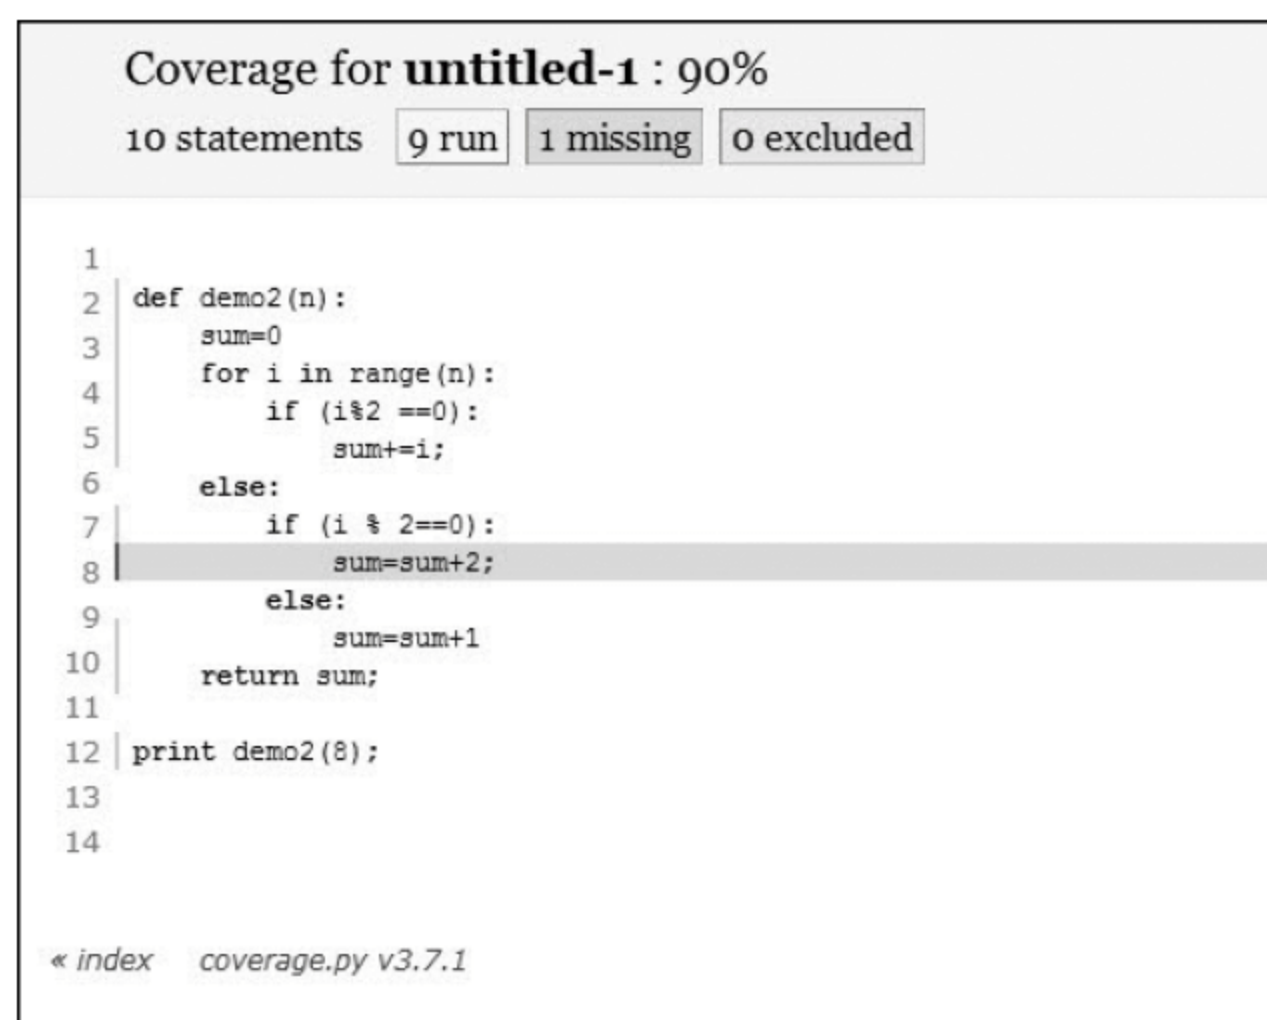 Coverage for untitled-1 : 90%
10 statements 9 run 1 missing 0 excluded
1
2 def demo2(n):
3 sum=0
4 for i in range(n):
5 if (i%2 ==0):
sum+=i;
6 else:
7 if (i % 2==0):
8 sum=sum+2;
9 else:
10 sum=sum+1
return sum;
11
12 print demo2(8);
13
14
« index coverage.py v3.7.1